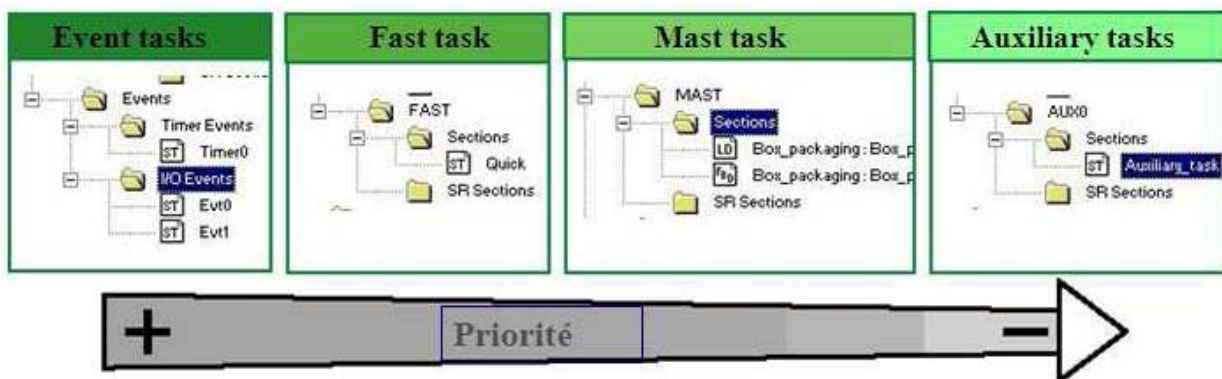 Event tasks
Events
Timer Events
ST Timer0
I/O Events
ST Evt0
ST Evt1
Fast task
FAST
Sections
ST Quick
SR Sections
Mast task
MAST
Sections
LD Box_packaging : Box_p
FBD Box_packaging : Box_p
SR Sections
Auxiliary tasks
AUX0
Sections
ST Auxiliary_task
SR Sections
+ Priorité −